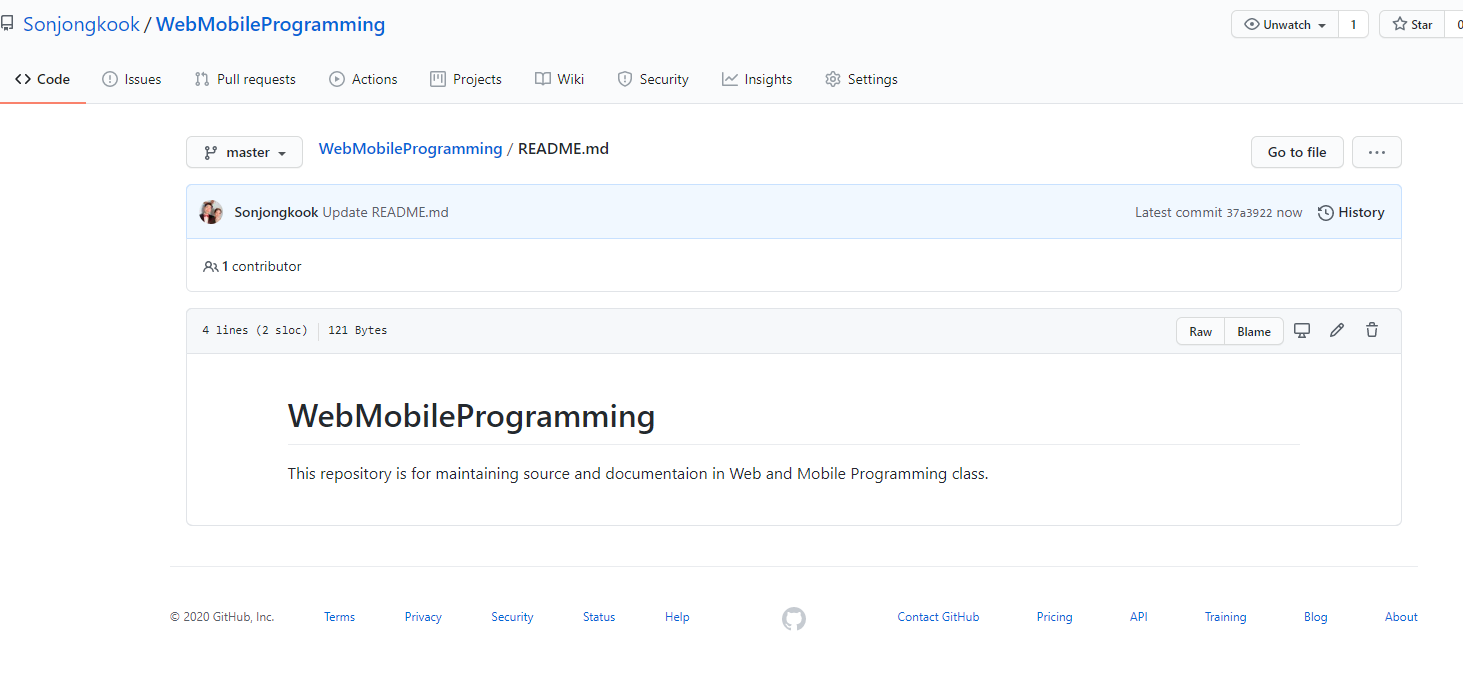 Sonjongkook / WebMobileProgramming Unwatch 1 Star 0
Code Issues Pull requests Actions Projects Wiki Security Insights Settings
master WebMobileProgramming / README.md Go to file ...
Sonjongkook Update README.md Latest commit 37a3922 now History
1 contributor
4 lines (2 sloc) 121 Bytes Raw Blame
WebMobileProgramming
This repository is for maintaining source and documentaion in Web and Mobile Programming class.
© 2020 GitHub, Inc. Terms Privacy Security Status Help Contact GitHub Pricing API Training Blog About